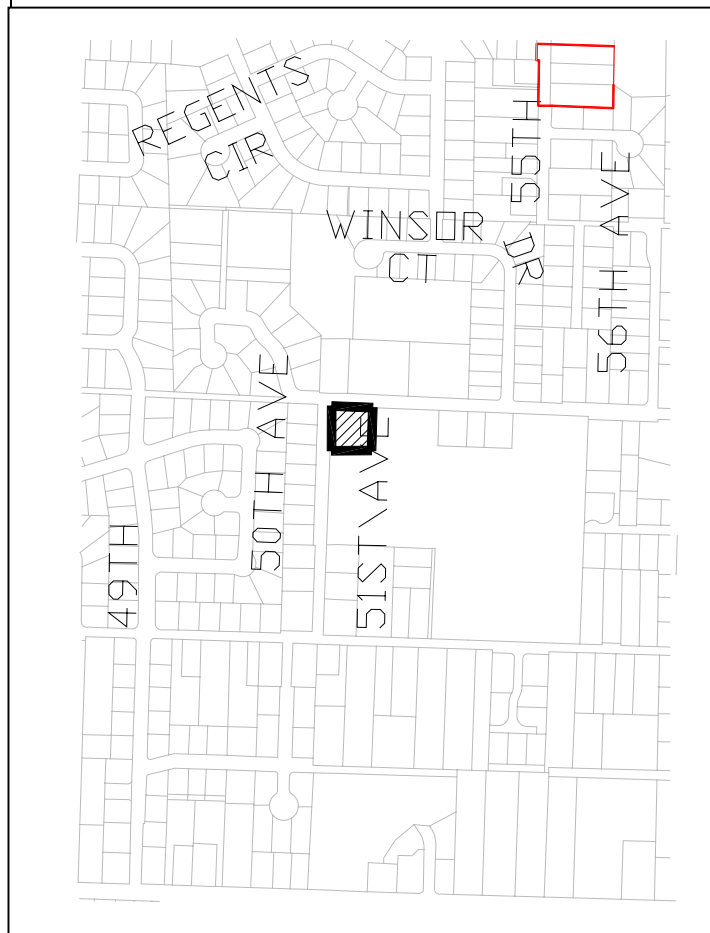 REGENTS
CIR
55TH
WINSOR
CT
DR
56TH AVE
50TH AVE
51ST\AVE
49TH